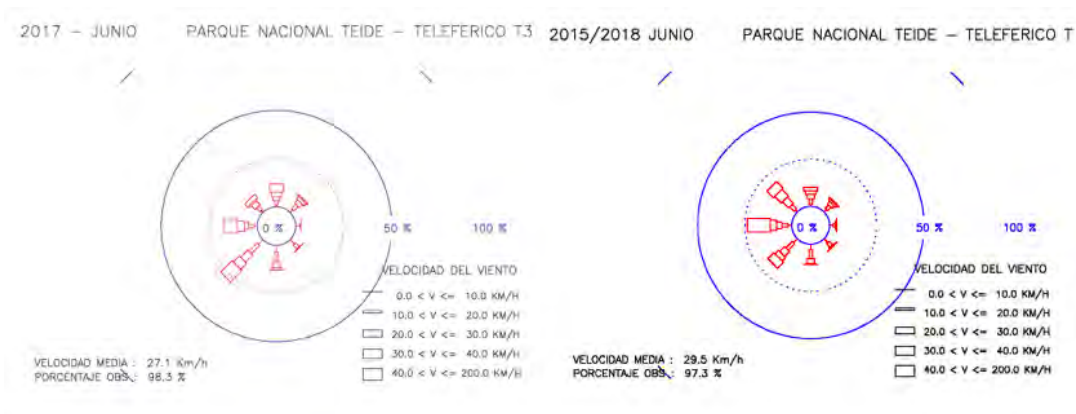 2017 - JUNIO PARQUE NACIONAL TEIDE - TELEFERICO T3
0 %
50 %
100 %
VELOCIDAD DEL VIENTO
0.0 < V <= 10.0 KM/H
10.0 < V <= 20.0 KM/H
20.0 < V <= 30.0 KM/H
30.0 < V <= 40.0 KM/H
40.0 < V <= 200.0 KM/H
VELOCIDAD MEDIA : 27.1 Km/h
PORCENTAJE OBS.: 98.3 %
2015/2018 JUNIO PARQUE NACIONAL TEIDE - TELEFERICO T
0 %
50 %
100 %
VELOCIDAD DEL VIENTO
0.0 < V <= 10.0 KM/H
10.0 < V <= 20.0 KM/H
20.0 < V <= 30.0 KM/H
30.0 < V <= 40.0 KM/H
40.0 < V <= 200.0 KM/H
VELOCIDAD MEDIA : 29.5 Km/h
PORCENTAJE OBS.: 97.3 %